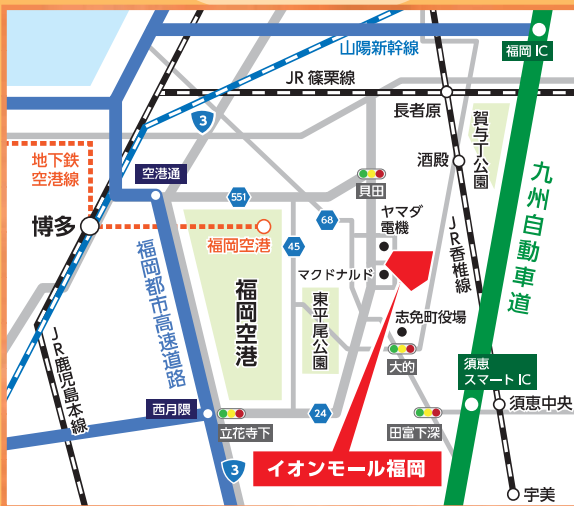 山陽新幹線
福岡 IC
JR 篠栗線
3
長者原
賀与丁公園
地下鉄
空港線
空港通
酒殿
貝田
551
九州自動車道
68
ヤマダ
電機
博多
福岡空港
45
JR香椎線
マクドナルド
福岡都市高速道路
福岡空港
東平尾公園
志免町役場
JR鹿児島本線
大的
須恵
スマート IC
西月隈
立花寺下
24
田富下深
須恵中央
3
イオンモール福岡
宇美